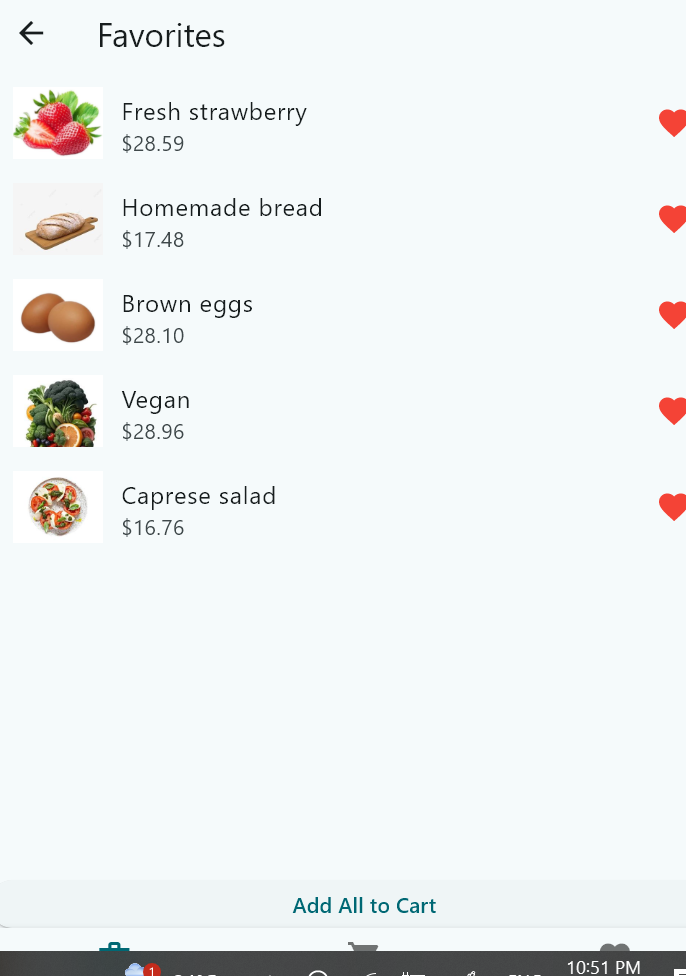 Favorites
Fresh strawberry
$28.59
Homemade bread
$17.48
Brown eggs
$28.10
Vegan
$28.96
Caprese salad
$16.76
Add All to Cart
1
10:51 PM